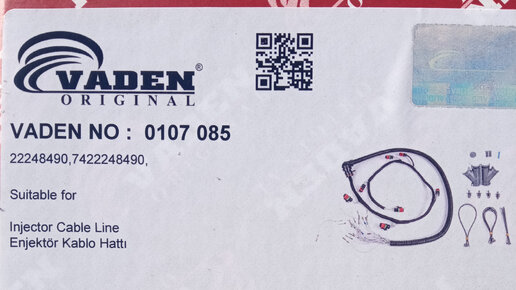 VADEN®
ORIGINAL
VADEN NO : 0107 085
22248490,7422248490,
Suitable for
Injector Cable Line
Enjektör Kablo Hattı